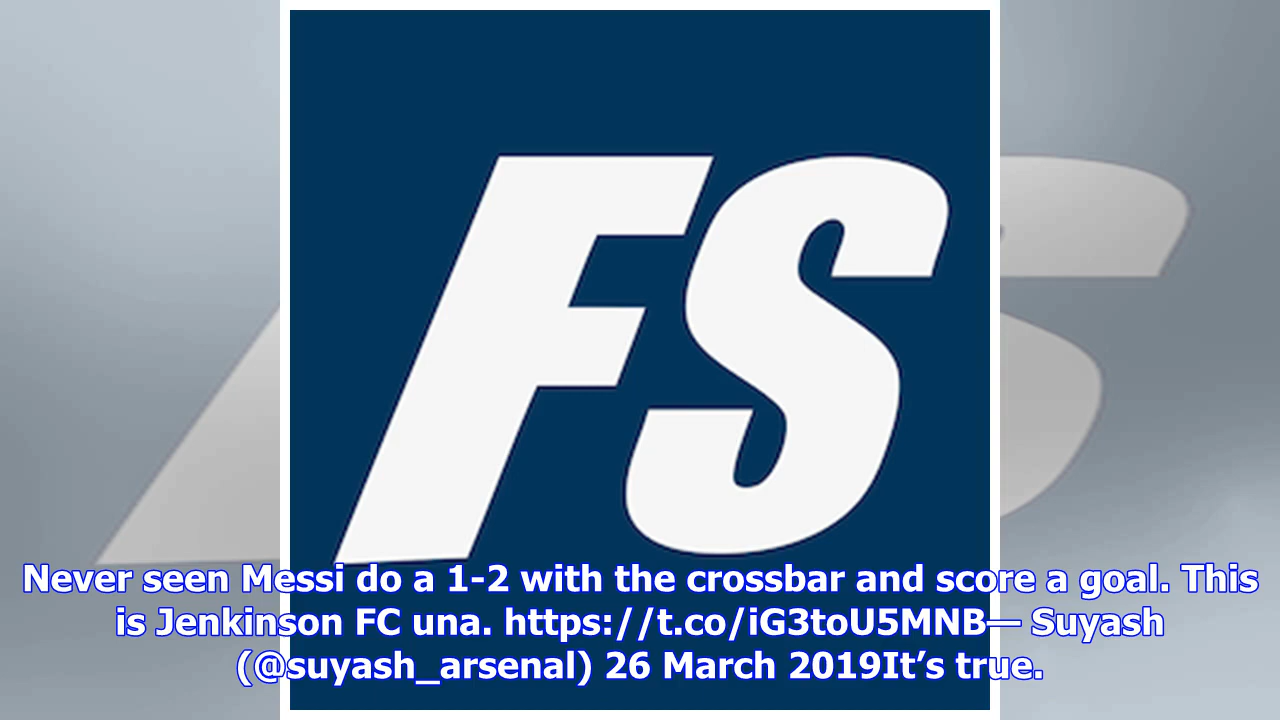 FS
Never seen Messi do a 1-2 with the crossbar and score a goal. This
is Jenkinson FC una. https://t.co/iG3toU5MNB— Suyash
(@suyash_arsenal) 26 March 2019It’s true.